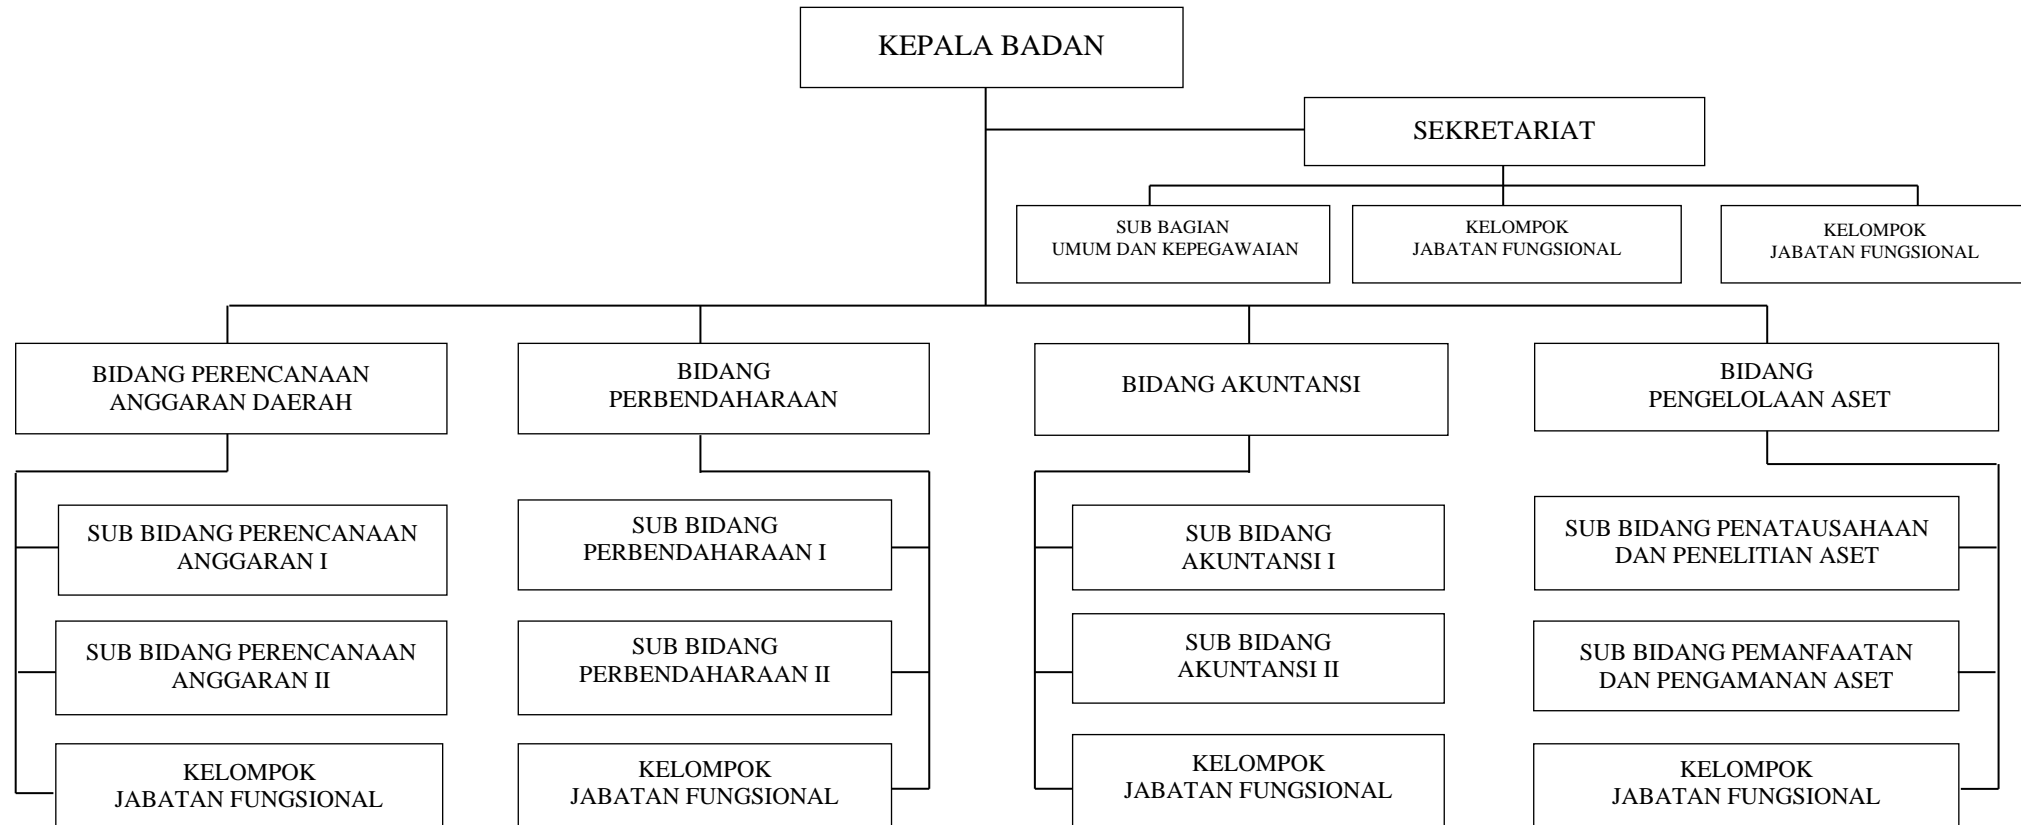 KEPALA BADAN
SEKRETARIAT
SUB BAGIAN
UMUM DAN KEPEGAWAIAN
KELOMPOK
JABATAN FUNGSIONAL
KELOMPOK
JABATAN FUNGSIONAL
BIDANG PERENCANAAN
ANGGARAN DAERAH
BIDANG
PERBENDAHARAAN
BIDANG AKUNTANSI
BIDANG
PENGELOLAAN ASET
SUB BIDANG PERENCANAAN
ANGGARAN I
SUB BIDANG
PERBENDAHARAAN I
SUB BIDANG
AKUNTANSI I
SUB BIDANG PENATAUSAHAAN
DAN PENELITIAN ASET
SUB BIDANG PERENCANAAN
ANGGARAN II
SUB BIDANG
PERBENDAHARAAN II
SUB BIDANG
AKUNTANSI II
SUB BIDANG PEMANFAATAN
DAN PENGAMANAN ASET
KELOMPOK
JABATAN FUNGSIONAL
KELOMPOK
JABATAN FUNGSIONAL
KELOMPOK
JABATAN FUNGSIONAL
KELOMPOK
JABATAN FUNGSIONAL